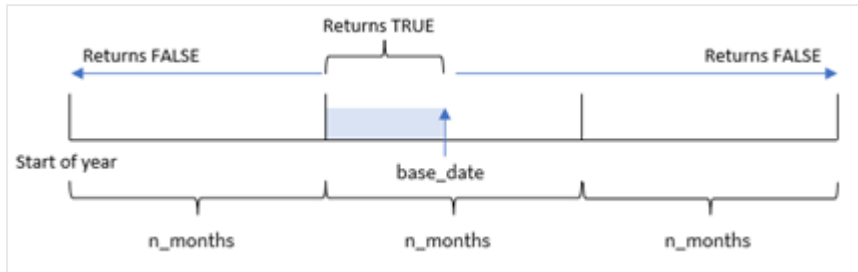 Returns TRUE
Returns FALSE
Returns FALSE
Start of year
base_date
n_months
n_months
n_months